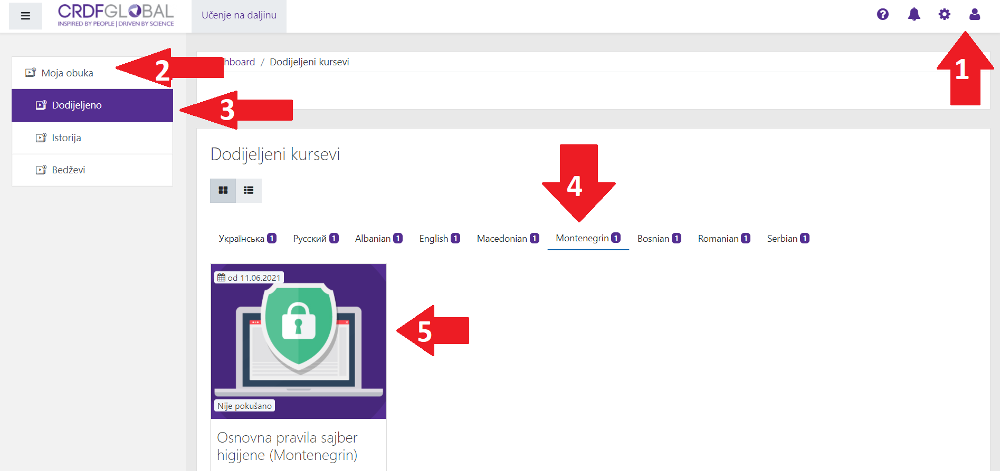 CRDFGLOBAL
INSPIRED BY PEOPLE | DRIVEN BY SCIENCE
Učenje na daljinu
1
2
Moja obuka
hboard / Dodijeljeni kursevi
3
Dodijeljeno
Istorija
Bedževi
Dodijeljeni kursevi
4
Українська 1 Русский 1 Albanian 1 English 1 Macedonian 1 Montenegrin 1 Bosnian 1 Romanian 1 Serbian 1
od 11.06.2021
5
Nije pokušano
Osnovna pravila sajber
higijene (Montenegrin)